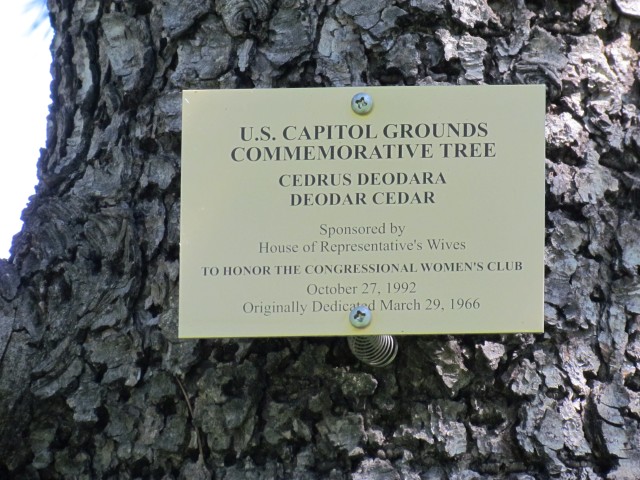 U.S. CAPITOL GROUNDS
COMMEMORATIVE TREE
CEDRUS DEODARA
DEODAR CEDAR
Sponsored by
House of Representative's Wives
TO HONOR THE CONGRESSIONAL WOMEN'S CLUB
October 27, 1992
Originally Dedicated March 29, 1966